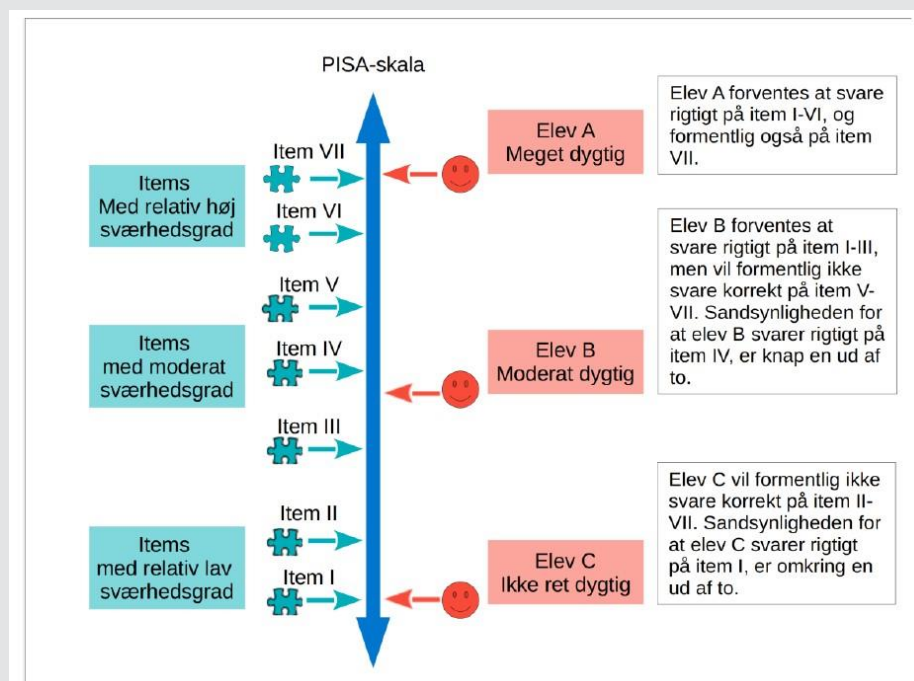 PISA-skala
Item VII
Items
Med relativ høj
sværhedsgrad
Item VI
Item V
Items
med moderat
sværhedsgrad
Item IV
Item III
Item II
Items
med relativ lav
sværhedsgrad
Item I
Elev A
Meget dygtig
Elev A forventes at svare
rigtigt på item I-VI, og
formentlig også på item
VII.
Elev B
Moderat dygtig
Elev B forventes at
svare rigtigt på item I-III,
men vil formentlig ikke
svare korrekt på item V-
VII. Sandsynligheden for
at elev B svarer rigtigt på
item IV, er knap en ud af
to.
Elev C
Ikke ret dygtig
Elev C vil formentlig ikke
svare korrekt på item II-
VII. Sandsynligheden for
at elev C svarer rigtigt
på item I, er omkring en
ud af to.